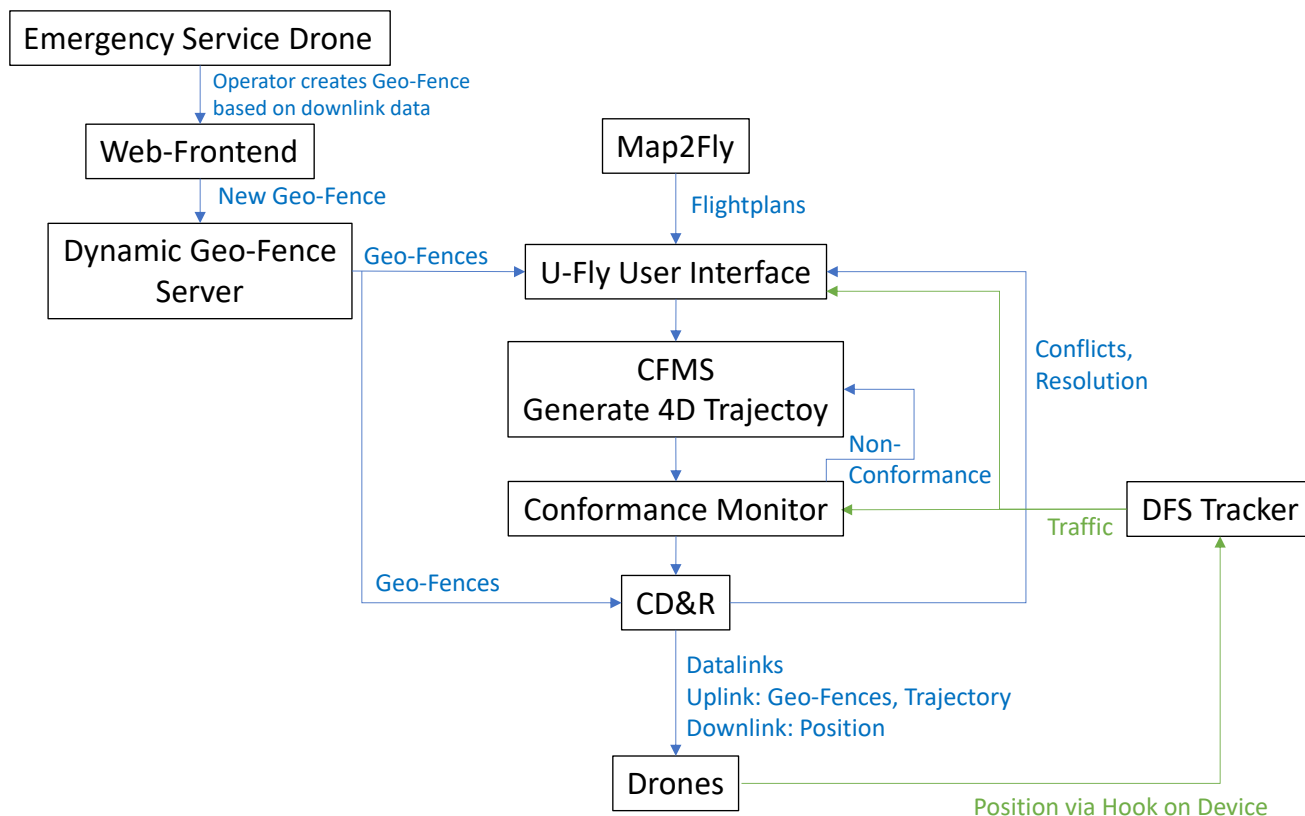 Emergency Service Drone
Operator creates Geo-Fence
based on downlink data
Web-Frontend
Map2Fly
New Geo-Fence
Flightplans
Dynamic Geo-Fence
Server
Geo-Fences
U-Fly User Interface
Conflicts,
Resolution
CFMS
Generate 4D Trajectoy
Non-
Conformance
Conformance Monitor
DFS Tracker
Traffic
Geo-Fences
CD&R
Datalinks
Uplink: Geo-Fences, Trajectory
Downlink: Position
Drones
Position via Hook on Device